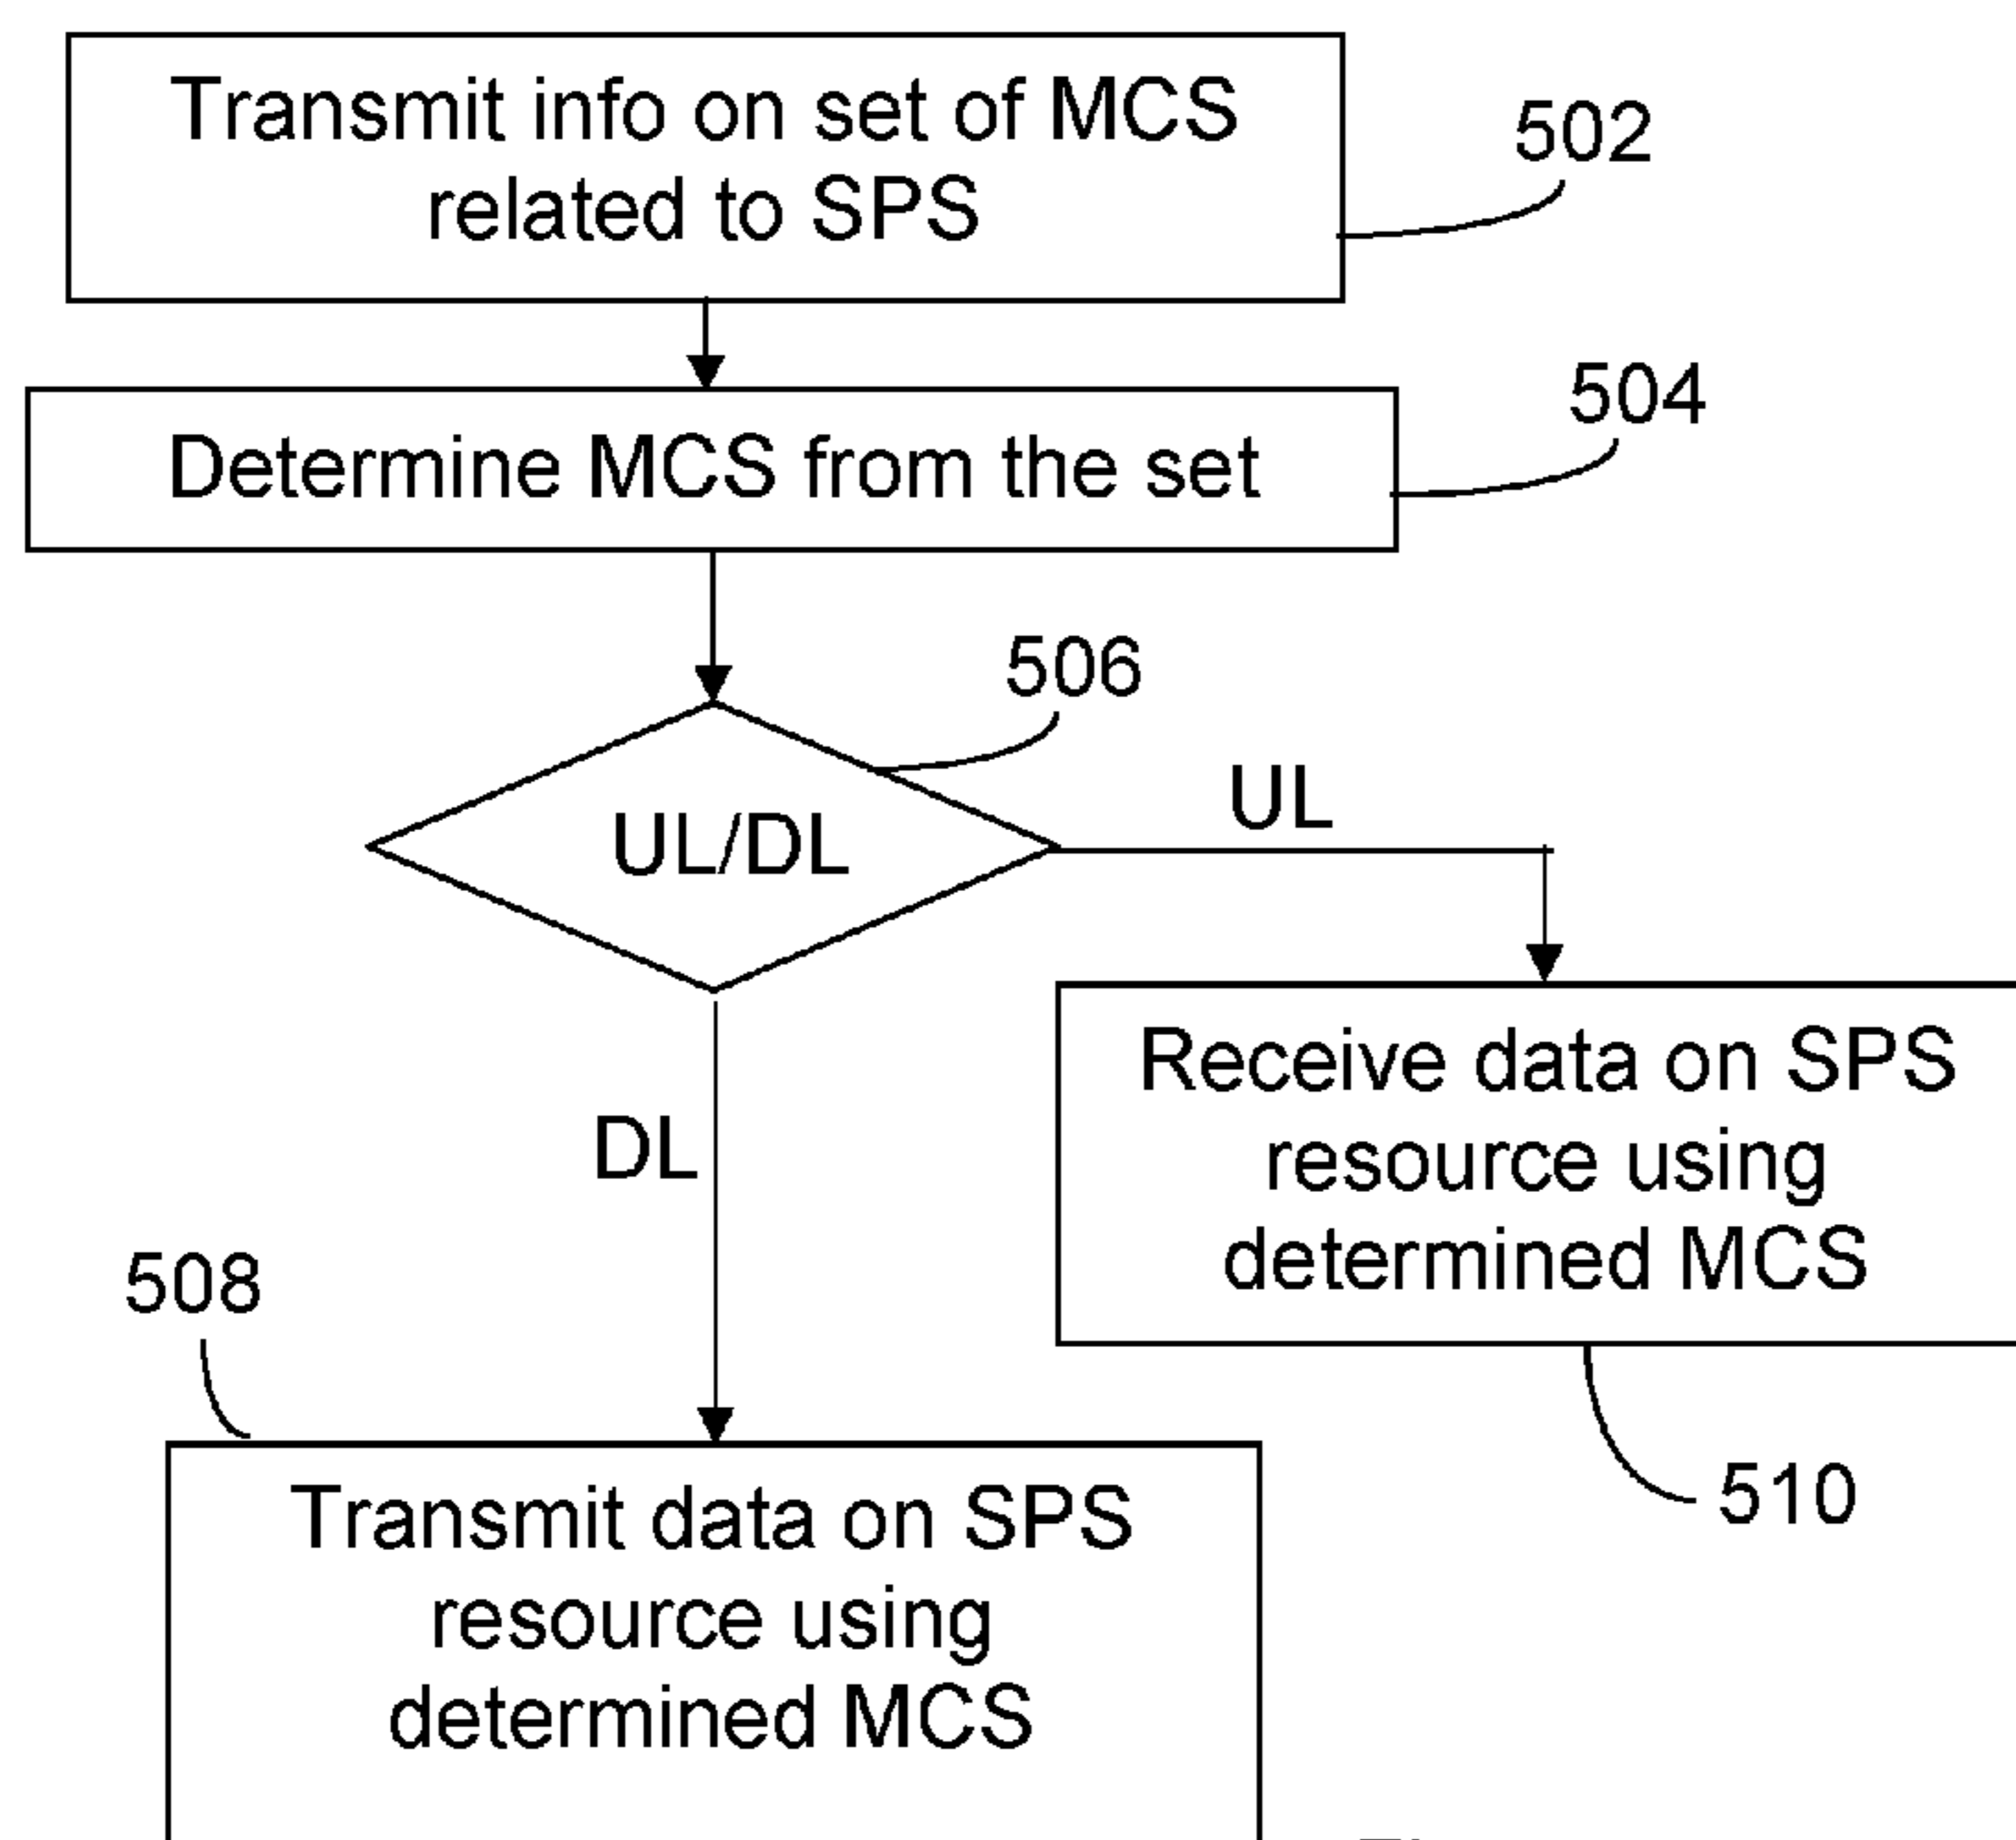 Transmit info on set of MCS
related to SPS
502
504
Determine MCS from the set
506
UL/DL
UL
DL
Receive data on SPS
resource using
determined MCS
508
510
Transmit data on SPS
resource using
determined MCS